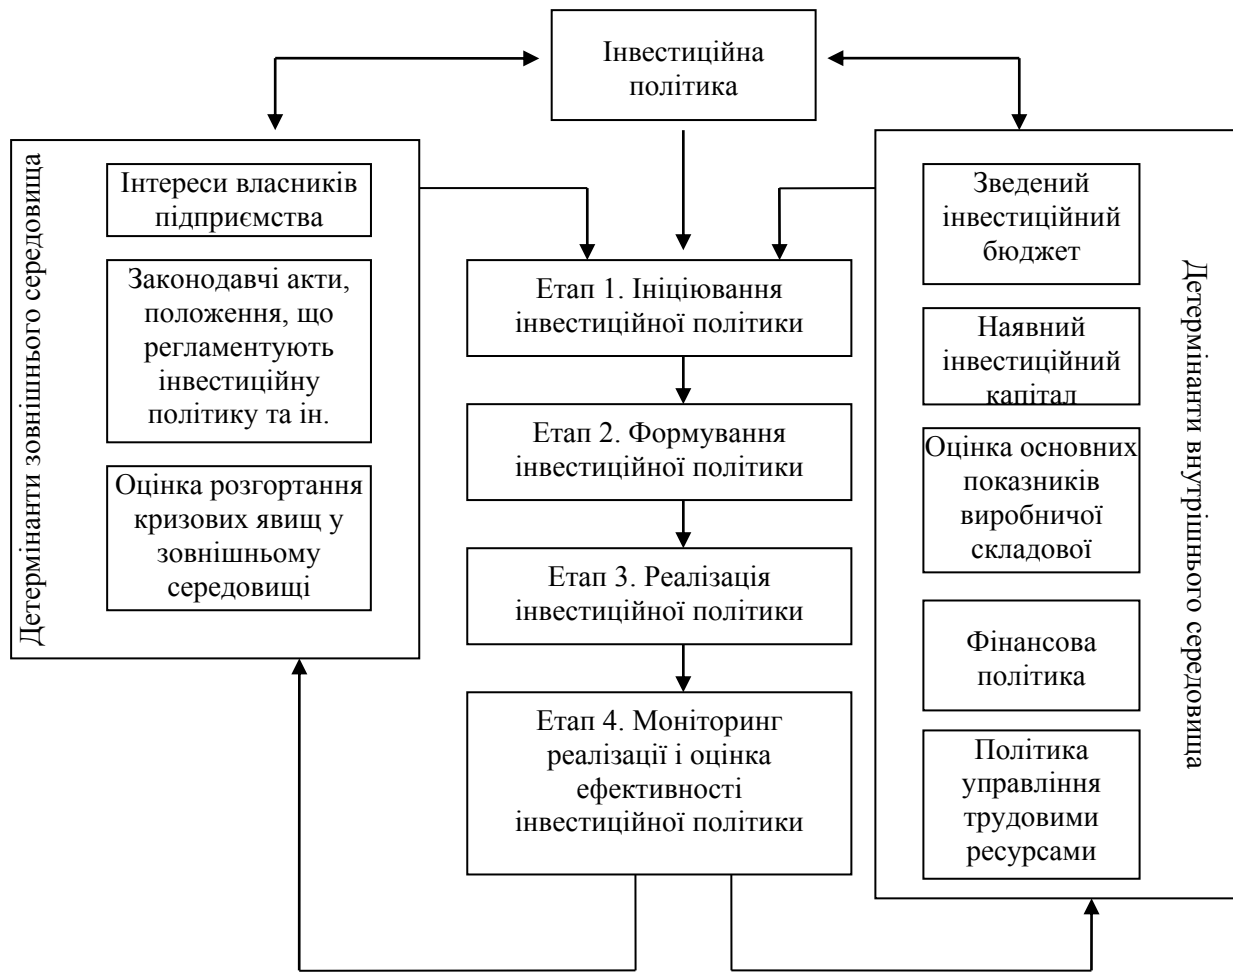 Інвестиційна
політика
Детермінанти зовнішнього середовища
Інтереси власників
підприємства
Законодавчі акти,
положення, що
регламентують
інвестиційну
політику та ін.
Оцінка розгортання
кризових явищ у
зовнішньому
середовищі
Етап 1. Ініціювання
інвестиційної політики
Етап 2. Формування
інвестиційної політики
Етап 3. Реалізація
інвестиційної політики
Етап 4. Моніторинг
реалізації і оцінка
ефективності
інвестиційної політики
Зведений
інвестиційний
бюджет
Наявний
інвестиційний
капітал
Оцінка основних
показників
виробничої
складової
Фінансова
політика
Політика
управління
трудовими
ресурсами
Детермінанти внутрішнього середовища